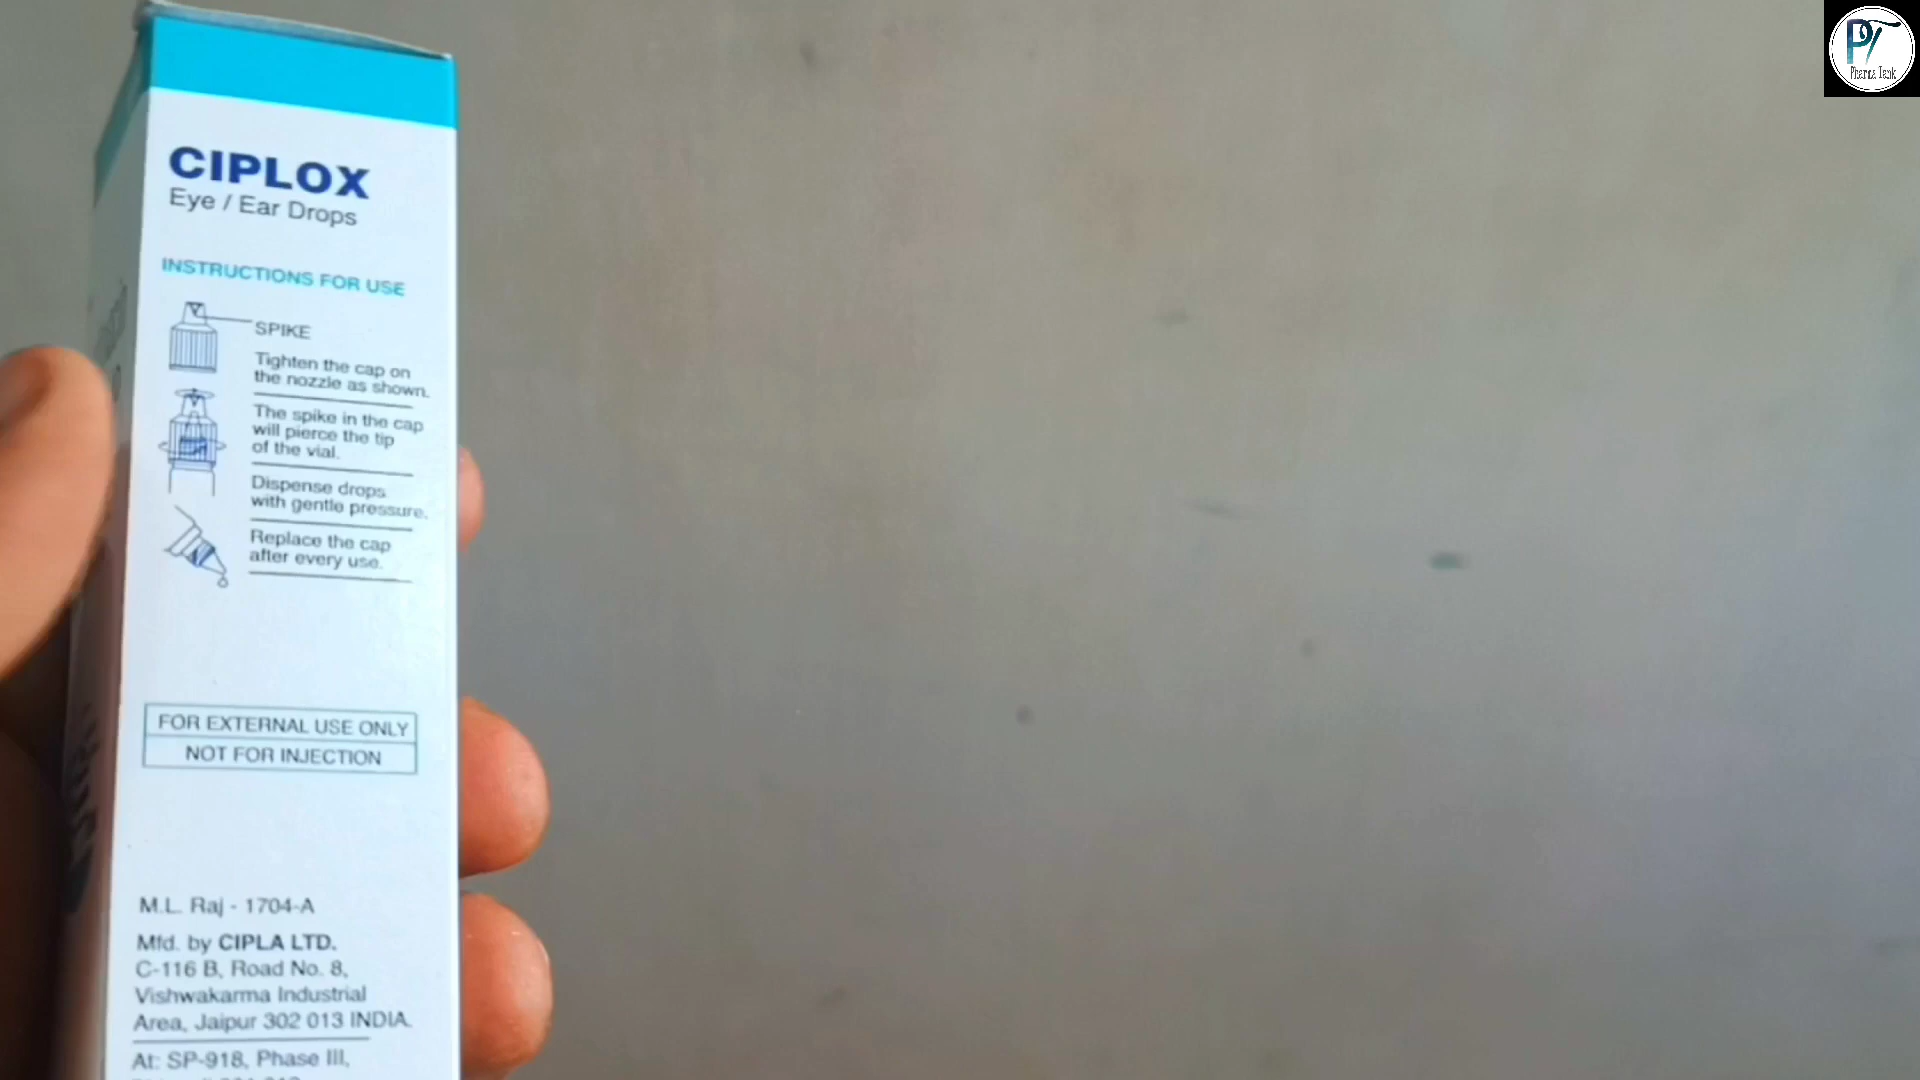 CIPLOX
Eye / Ear Drops
INSTRUCTIONS FOR USE
SPIKE
Tighten the cap on
the nozzle as shown.
The spike in the cap
will pierce the tip
of the vial.
Dispense drops
with gentle pressure.
Replace the cap
after every use.
FOR EXTERNAL USE ONLY
NOT FOR INJECTION
M.L. Raj - 1704-A
Mfd. by CIPLA LTD.
C-116 B, Road No. 8,
Vishwakarma Industrial
Area, Jaipur 302 013 INDIA.
At: SP-918, Phase III,
PT
Pharma Tank